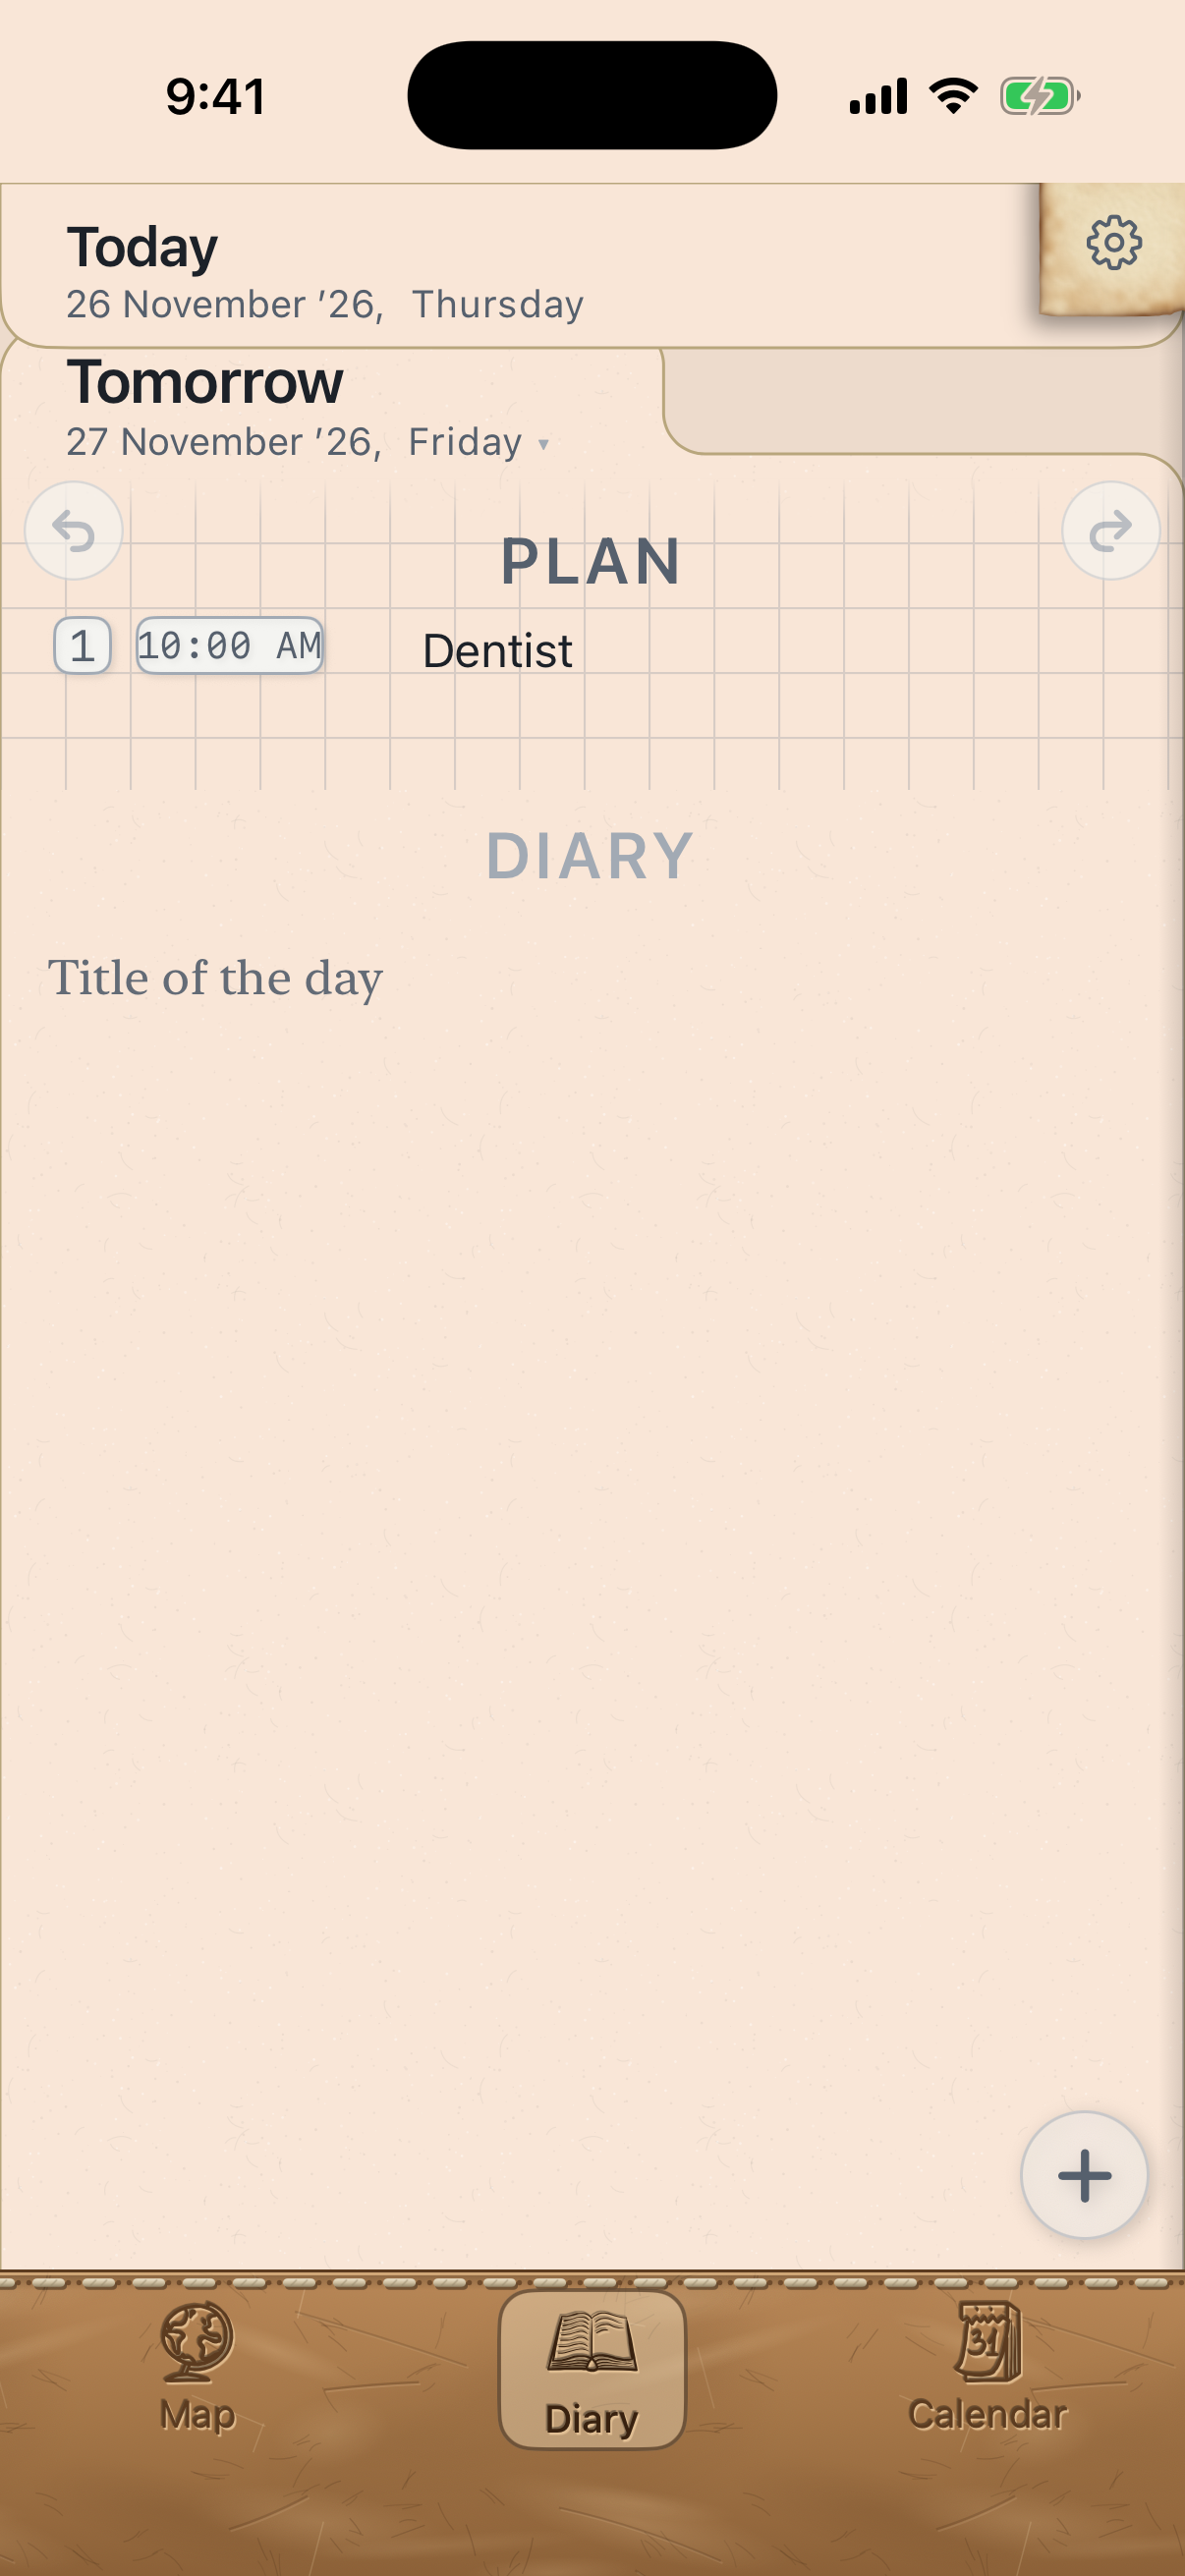 9:41
Today
26 November ’26, Thursday
Tomorrow
27 November ’26, Friday ▾
PLAN
1 10:00 AM Dentist
DIARY
Title of the day
Map
Diary
31
Calendar